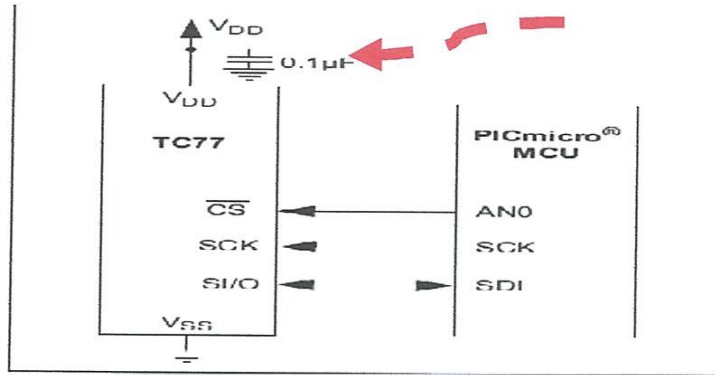 VDD
0.1µF
VDD
TC77
PICmicro®
MCU
CS AN0
SCK SCK
SI/O SDI
VSS